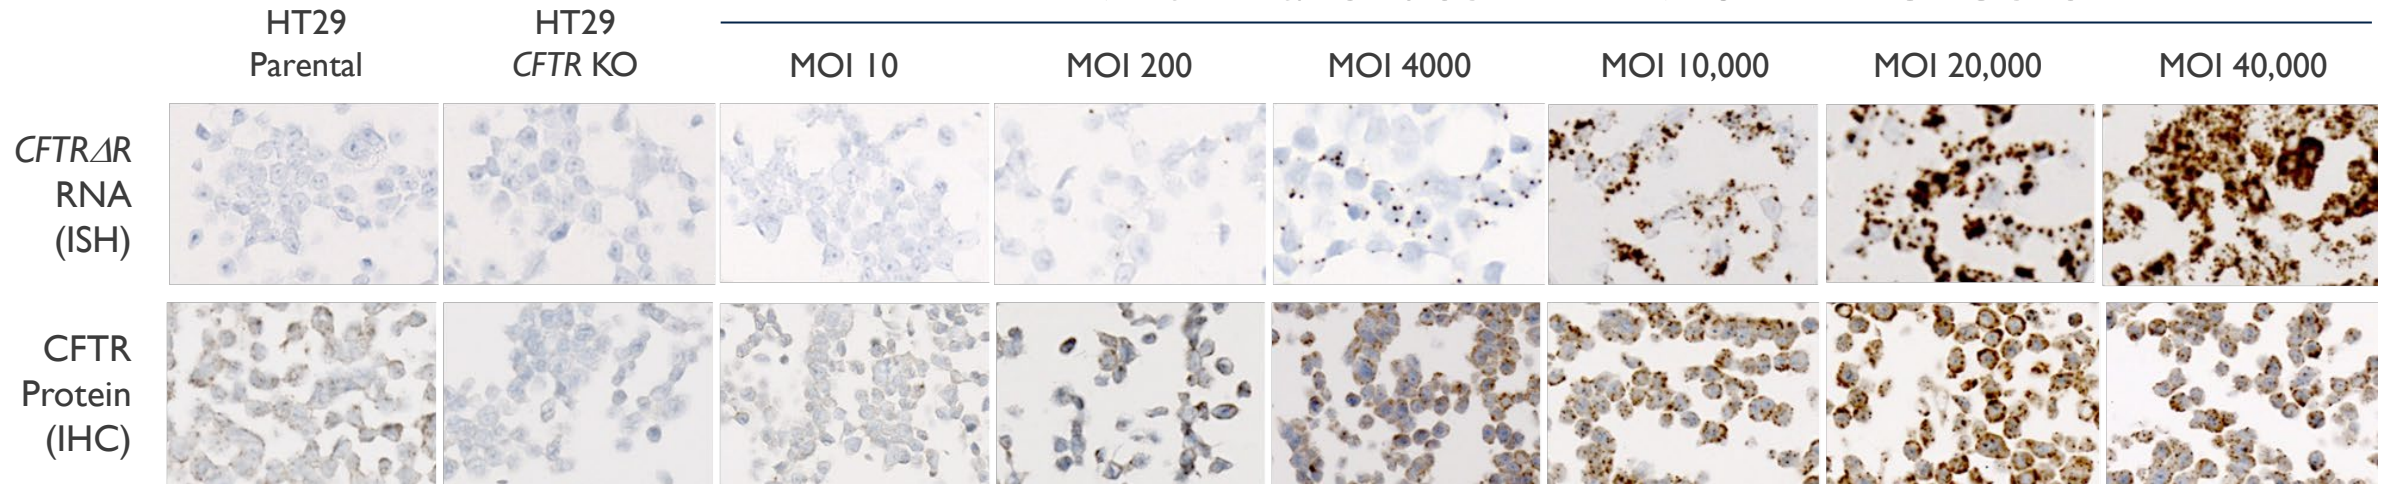 HT29
Parental
HT29
CFTR KO
MOI 10
MOI 200
MOI 4000
MOI 10,000
MOI 20,000
MOI 40,000
CFTRΔR
RNA
(ISH)
CFTR
Protein
(IHC)